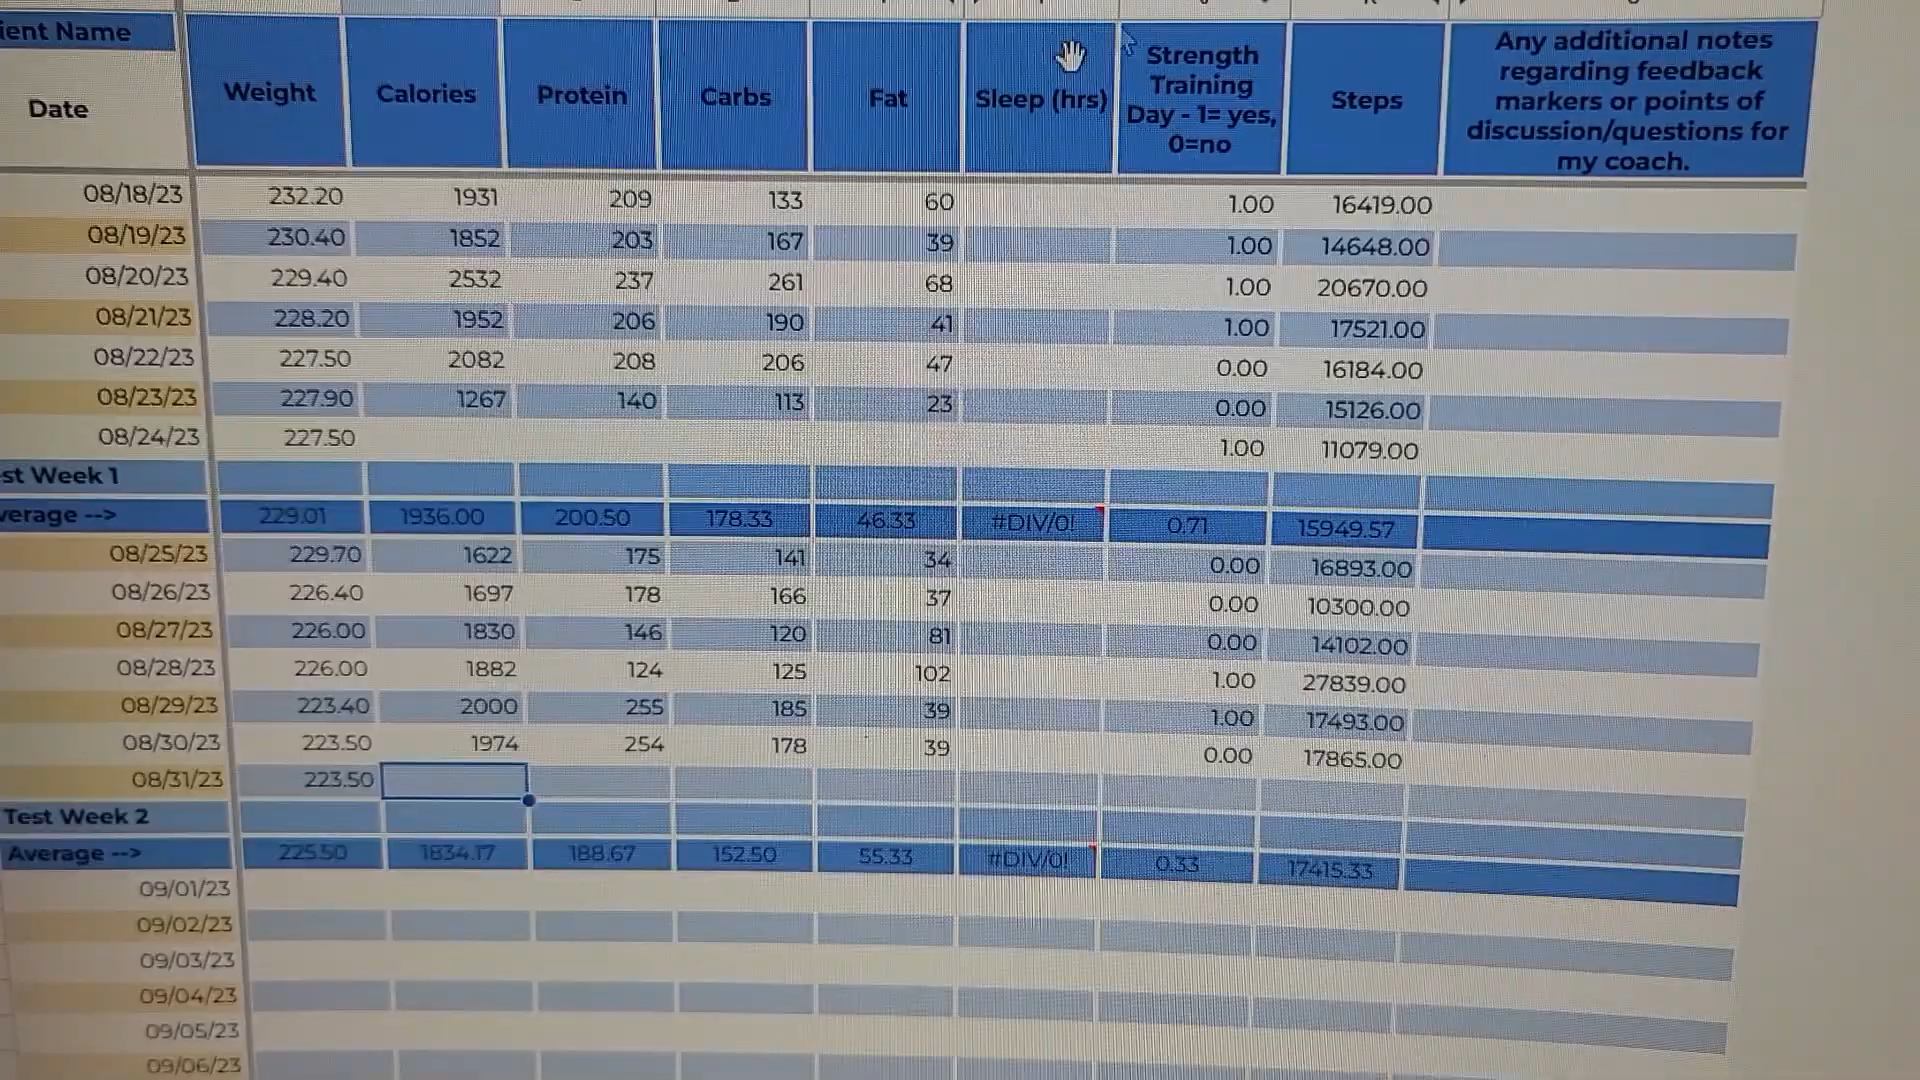 ient Name
Date Weight Calories Protein Carbs Fat Sleep (hrs) Strength Training Day - 1= yes, 0=no Steps Any additional notes regarding feedback markers or points of discussion/questions for my coach.
08/18/23 232.20 1931 209 133 60 1.00 16419.00
08/19/23 230.40 1852 203 167 39 1.00 14648.00
08/20/23 229.40 2532 237 261 68 1.00 20670.00
08/21/23 228.20 1952 206 190 41 1.00 17521.00
08/22/23 227.50 2082 208 206 47 0.00 16184.00
08/23/23 227.90 1267 140 113 23 0.00 15126.00
08/24/23 227.50 1.00 11079.00
st Week 1
verage --> 229.01 1936.00 200.50 178.33 46.33 #DIV/0! 0.71 15949.57
08/25/23 229.70 1622 175 141 34 0.00 16893.00
08/26/23 226.40 1697 178 166 37 0.00 10300.00
08/27/23 226.00 1830 146 120 81 0.00 14102.00
08/28/23 226.00 1882 124 125 102 1.00 27839.00
08/29/23 223.40 2000 255 185 39 1.00 17493.00
08/30/23 223.50 1974 254 178 39 0.00 17865.00
08/31/23 223.50
Test Week 2
Average --> 225.50 1834.17 188.67 152.50 55.33 #DIV/0! 0.33 17415.33
09/01/23
09/02/23
09/03/23
09/04/23
09/05/23
09/06/23